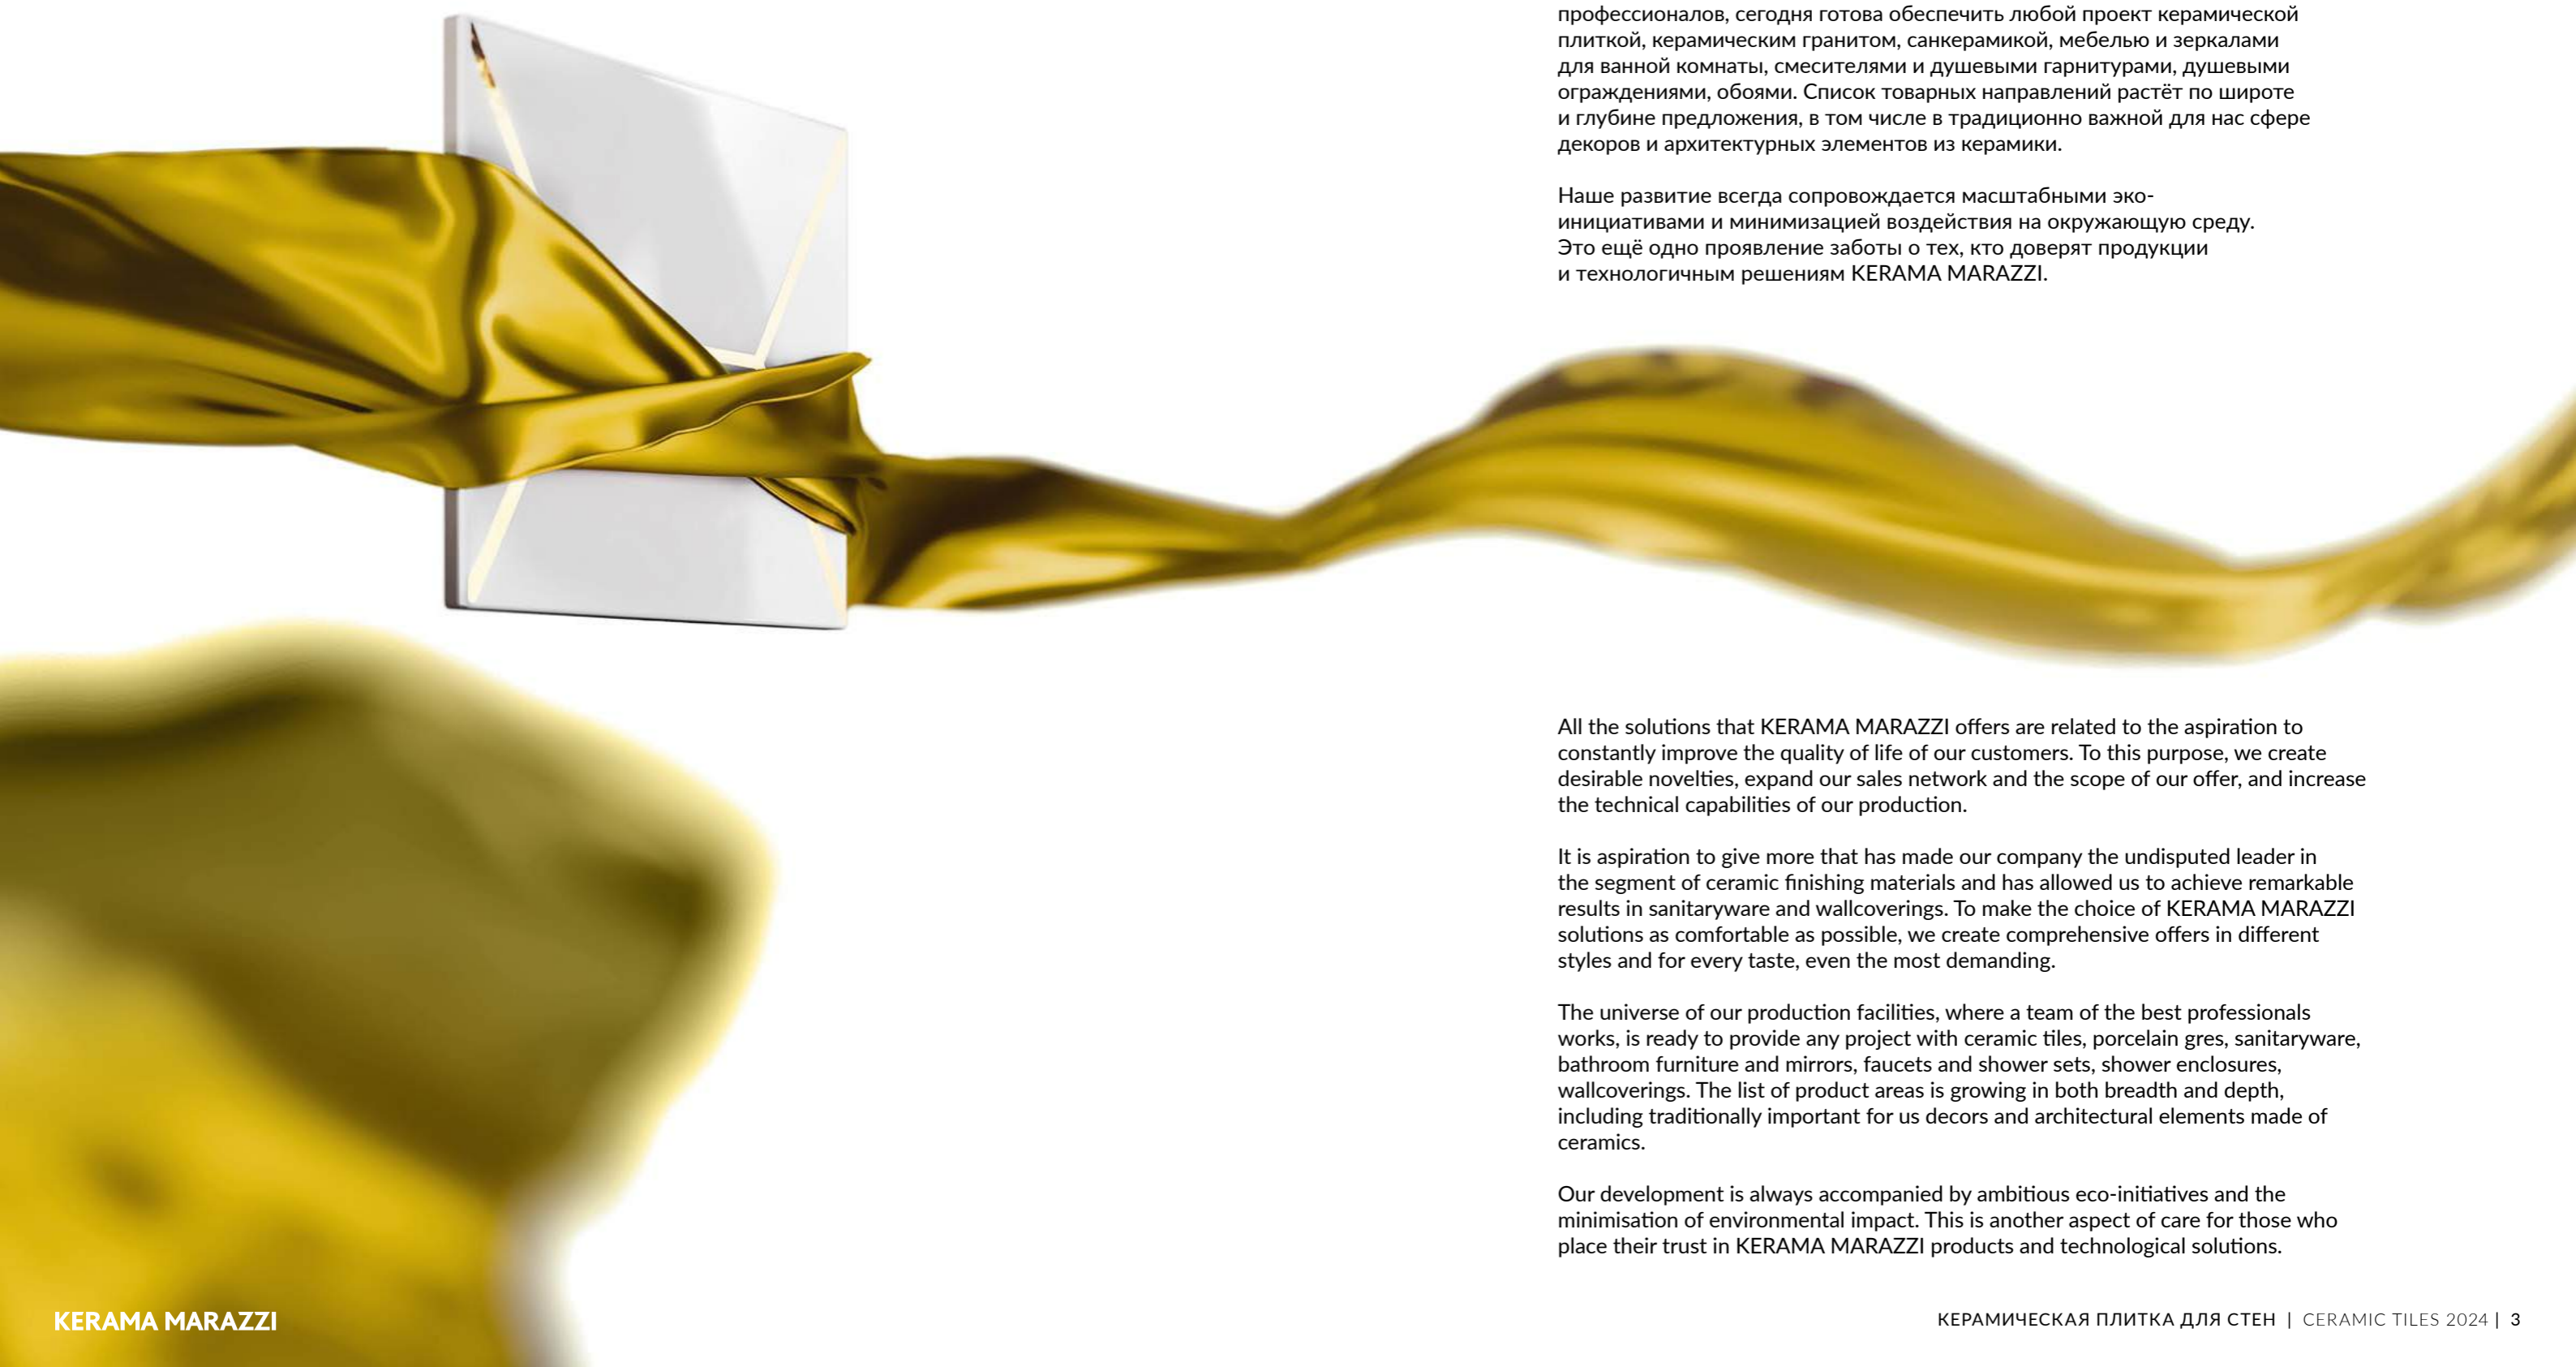 профессионалов, сегодня готова обеспечить любой проект керамической
плиткой, керамическим гранитом, санкерамикой, мебелью и зеркалами
для ванной комнаты, смесителями и душевыми гарнитурами, душевыми
ограждениями, обоями. Список товарных направлений растёт по широте
и глубине предложения, в том числе в традиционно важной для нас сфере
декоров и архитектурных элементов из керамики.
Наше развитие всегда сопровождается масштабными эко-
инициативами и минимизацией воздействия на окружающую среду.
Это ещё одно проявление заботы о тех, кто доверят продукции
и технологичным решениям KERAMA MARAZZI.
All the solutions that KERAMA MARAZZI offers are related to the aspiration to
constantly improve the quality of life of our customers. To this purpose, we create
desirable novelties, expand our sales network and the scope of our offer, and increase
the technical capabilities of our production.
It is aspiration to give more that has made our company the undisputed leader in
the segment of ceramic finishing materials and has allowed us to achieve remarkable
results in sanitaryware and wallcoverings. To make the choice of KERAMA MARAZZI
solutions as comfortable as possible, we create comprehensive offers in different
styles and for every taste, even the most demanding.
The universe of our production facilities, where a team of the best professionals
works, is ready to provide any project with ceramic tiles, porcelain gres, sanitaryware,
bathroom furniture and mirrors, faucets and shower sets, shower enclosures,
wallcoverings. The list of product areas is growing in both breadth and depth,
including traditionally important for us decors and architectural elements made of
ceramics.
Our development is always accompanied by ambitious eco-initiatives and the
minimisation of environmental impact. This is another aspect of care for those who
place their trust in KERAMA MARAZZI products and technological solutions.
KERAMA MARAZZI
КЕРАМИЧЕСКАЯ ПЛИТКА ДЛЯ СТЕН | CERAMIC TILES 2024 | 3